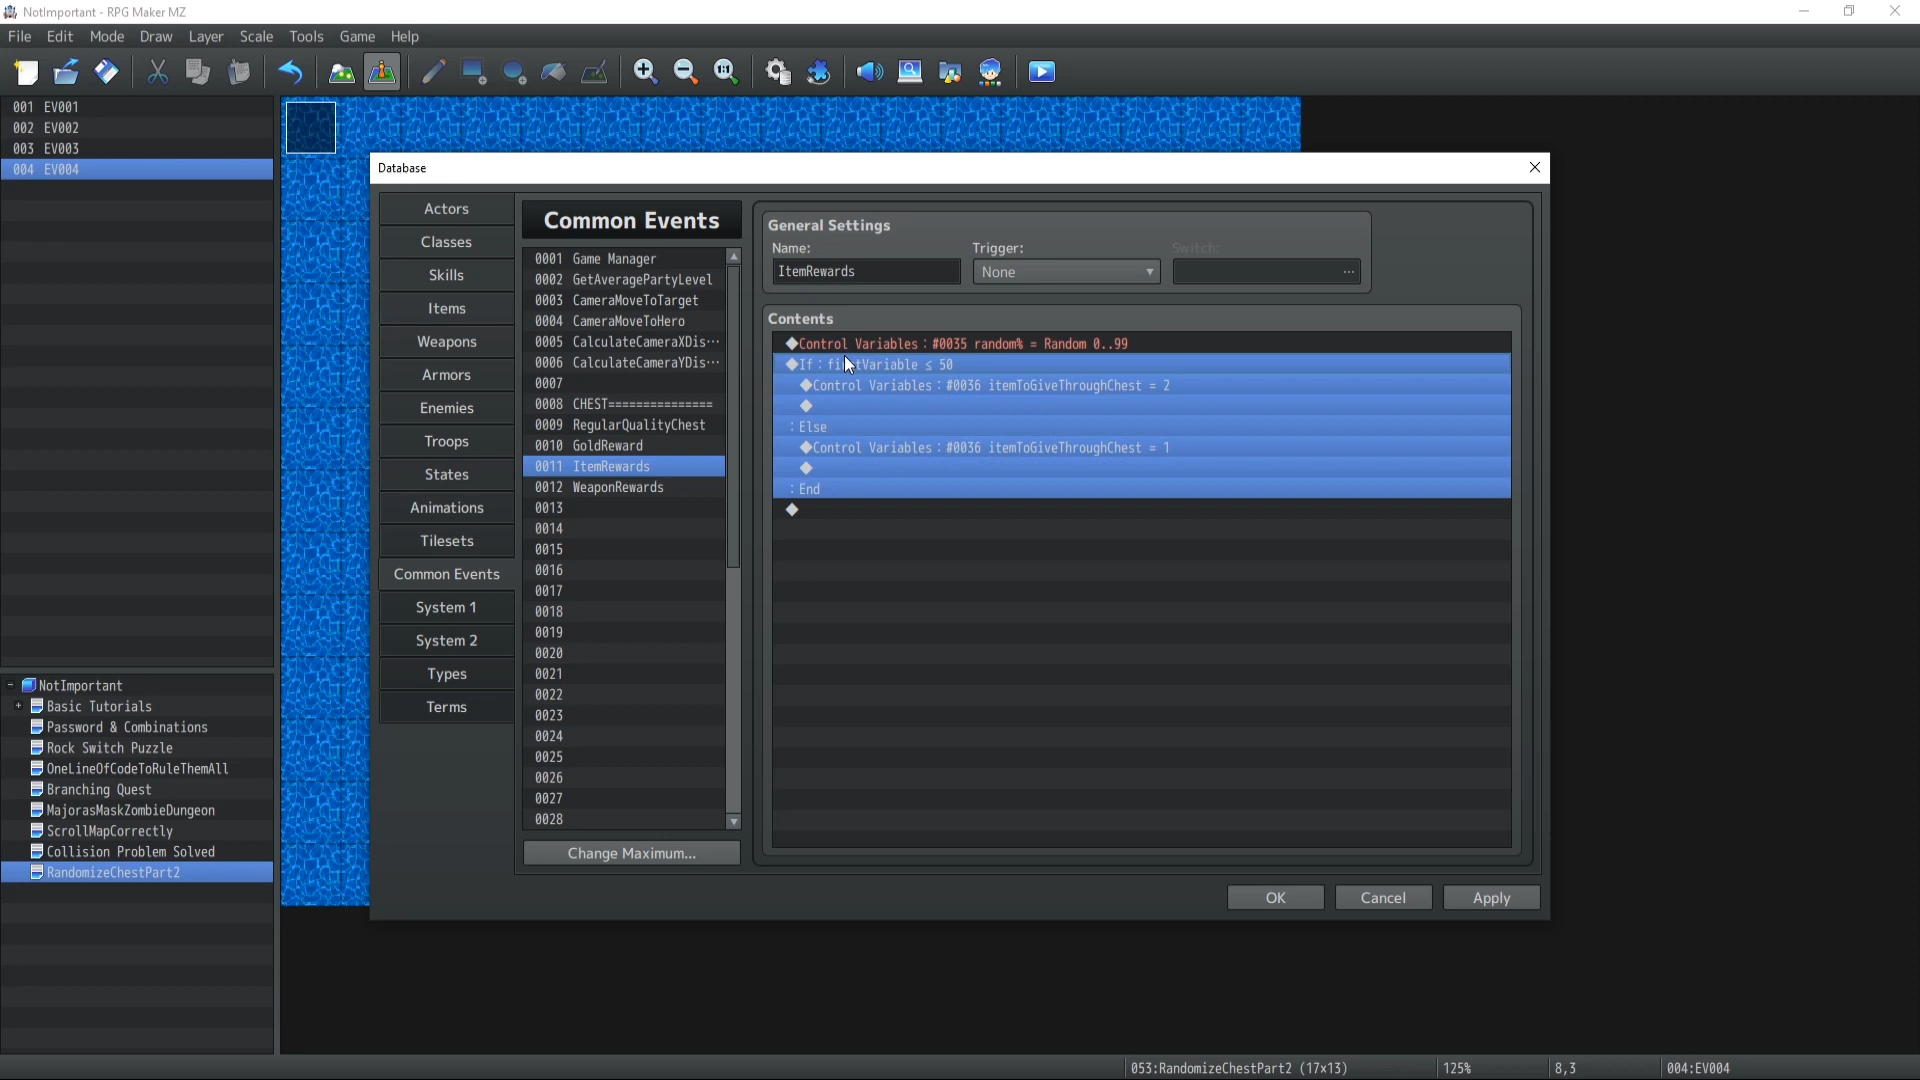 NotImportant - RPG Maker MZ
File Edit Mode Draw Layer Scale Tools Game Help
001 EV001
002 EV002
003 EV003
004 EV004
NotImportant
Basic Tutorials
Password & Combinations
Rock Switch Puzzle
OneLineOfCodeToRuleThemAll
Branching Quest
MajorasMaskZombieDungeon
ScrollMapCorrectly
Collision Problem Solved
RandomizeChestPart2
Database
Actors
Classes
Skills
Items
Weapons
Armors
Enemies
Troops
States
Animations
Tilesets
Common Events
System 1
System 2
Types
Terms
Common Events
0001 Game Manager
0002 GetAveragePartyLevel
0003 CameraMoveToTarget
0004 CameraMoveToHero
0005 CalculateCameraXDis…
0006 CalculateCameraYDis…
0007
0008 CHEST===============
0009 RegularQualityChest
0010 GoldReward
0011 ItemRewards
0012 WeaponRewards
0013
0014
0015
0016
0017
0018
0019
0020
0021
0022
0023
0024
0025
0026
0027
0028
Change Maximum...
General Settings
Name: Trigger: Switch:
ItemRewards None ...
Contents
◆Control Variables : #0035 random% = Random 0..99
◆If : firstVariable ≤ 50
◆Control Variables : #0036 itemToGiveThroughChest = 2
◆
: Else
◆Control Variables : #0036 itemToGiveThroughChest = 1
◆
: End
◆
OK Cancel Apply
053:RandomizeChestPart2 (17x13) 125% 8,3 004:EV004